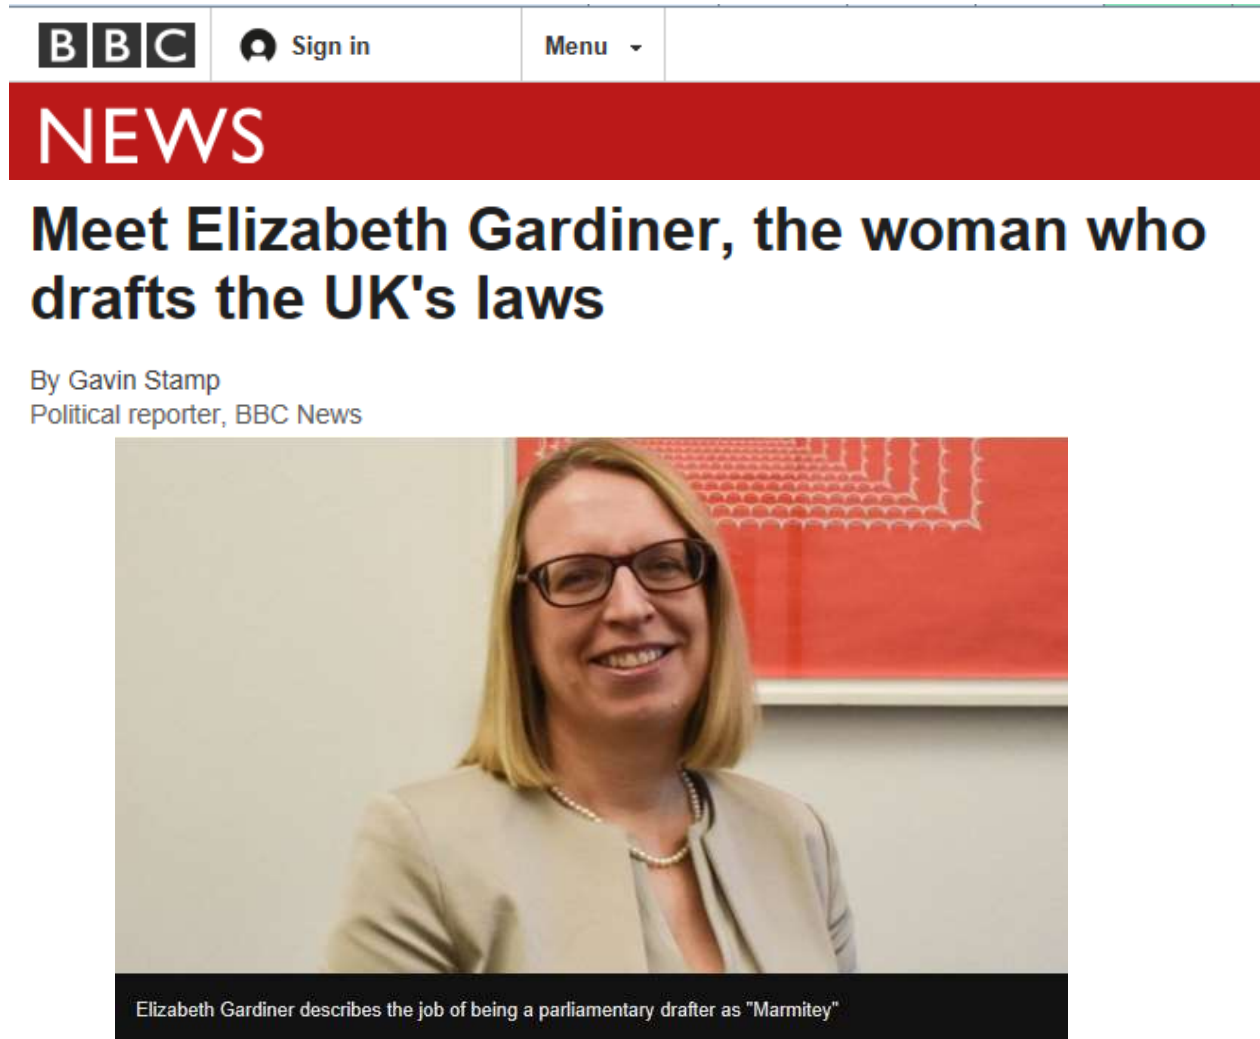 BBC
Sign in
Menu
NEWS
Meet Elizabeth Gardiner, the woman who
drafts the UK's laws
By Gavin Stamp
Political reporter, BBC News
Elizabeth Gardiner describes the job of being a parliamentary drafter as "Marmitey"